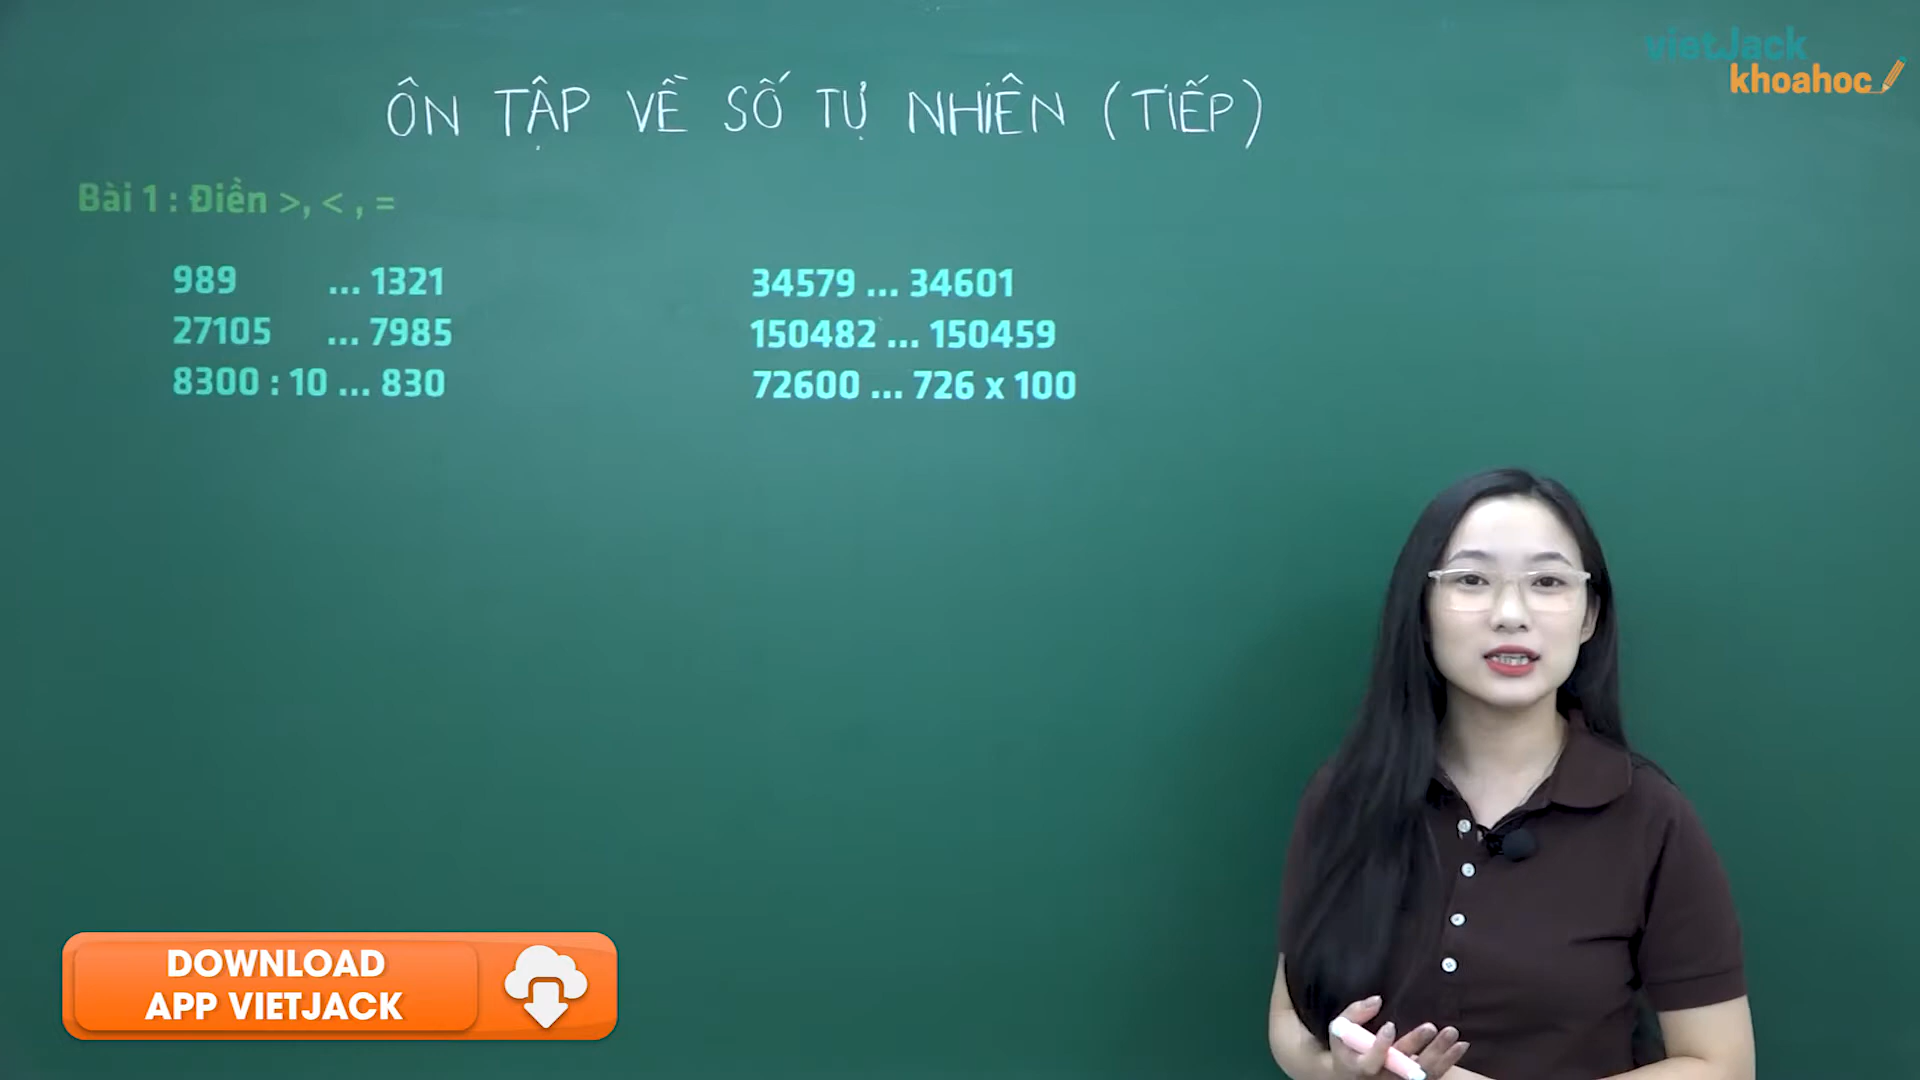 vietJack
khoahoc
ÔN TẬP VỀ SỐ TỰ NHIÊN (TIẾP)
Bài 1 : Điền >, < , =
989 ... 1321
27105 ... 7985
8300 : 10 ... 830
34579 ... 34601
150482 ... 150459
72600 ... 726 x 100
DOWNLOAD
APP VIETJACK